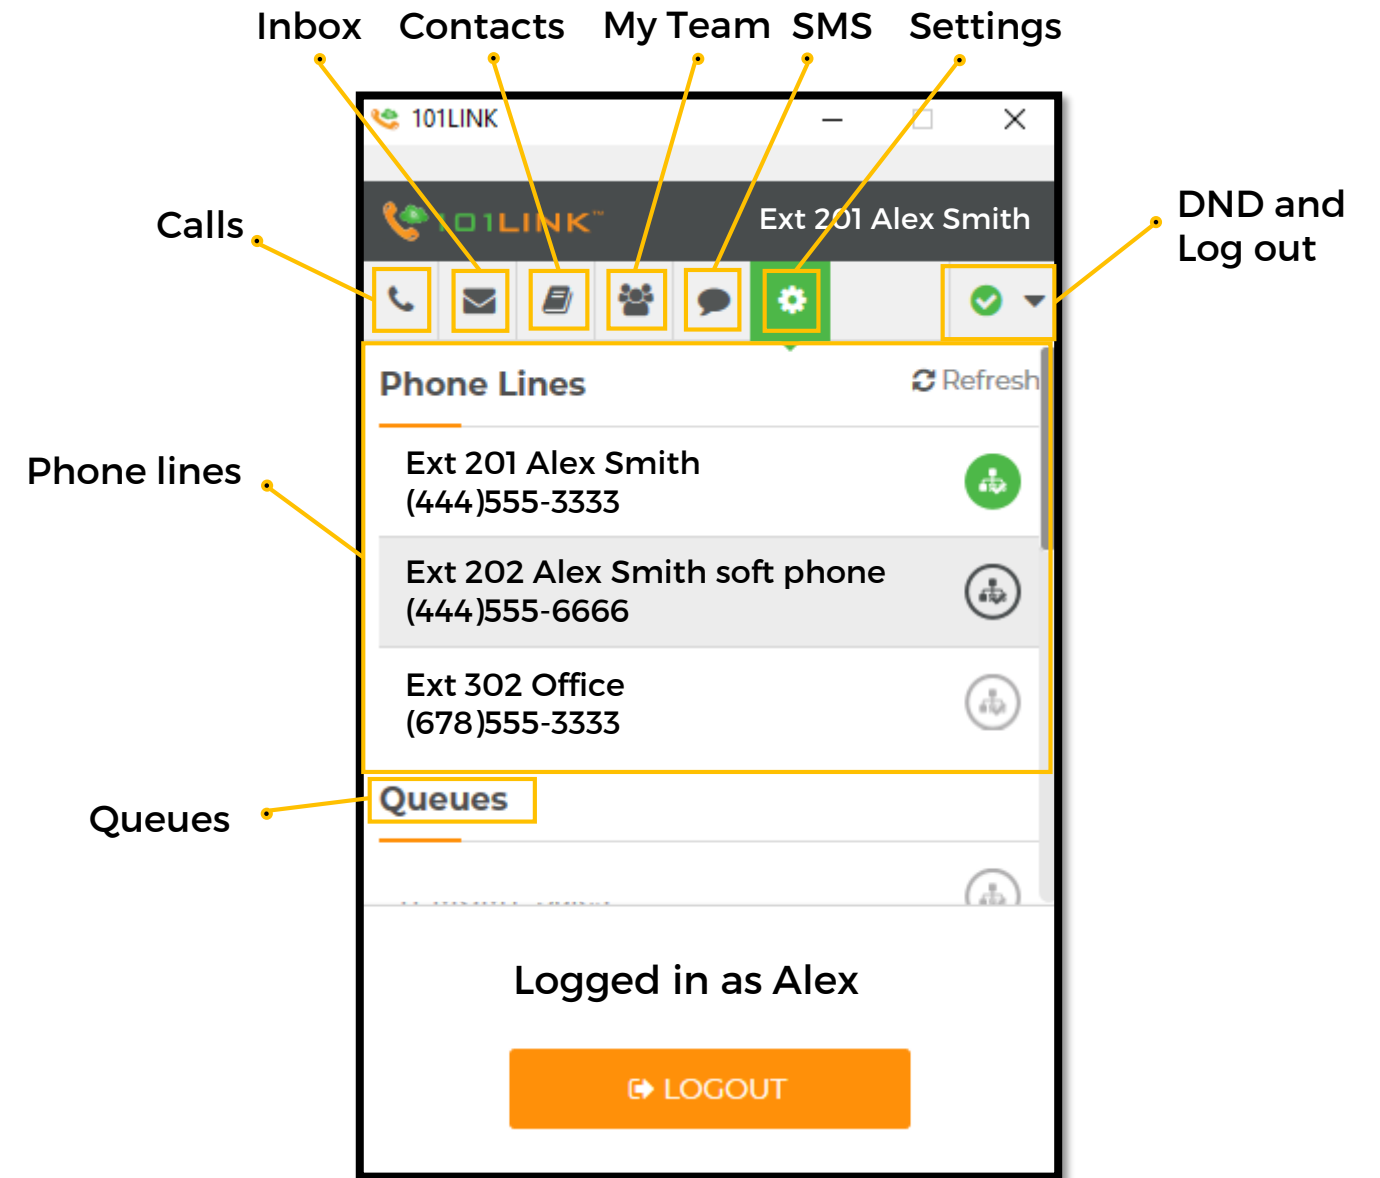 Inbox Contacts My Team SMS Settings
101LINK
101LINK™
Ext 201 Alex Smith
Calls
DND and
Log out
Phone Lines
Refresh
Ext 201 Alex Smith
(444)555-3333
Phone lines
Ext 202 Alex Smith soft phone
(444)555-6666
Ext 302 Office
(678)555-3333
Queues
Queues
Logged in as Alex
LOGOUT